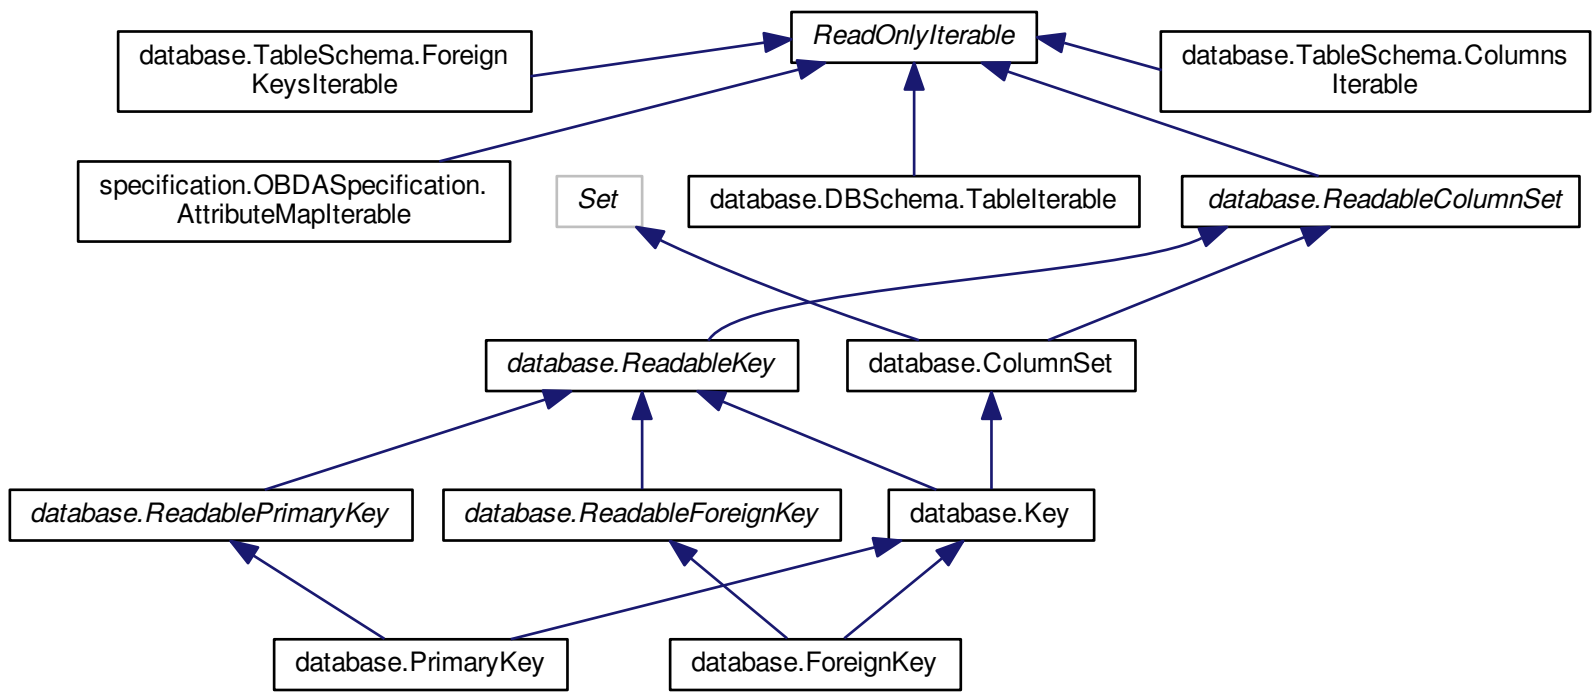 ReadOnlyIterable
database.TableSchema.Foreign
KeysIterable
database.TableSchema.Columns
Iterable
specification.OBDASpecification.
AttributeMapIterable
Set
database.DBSchema.TableIterable
database.ReadableColumnSet
database.ReadableKey
database.ColumnSet
database.ReadablePrimaryKey
database.ReadableForeignKey
database.Key
database.PrimaryKey
database.ForeignKey